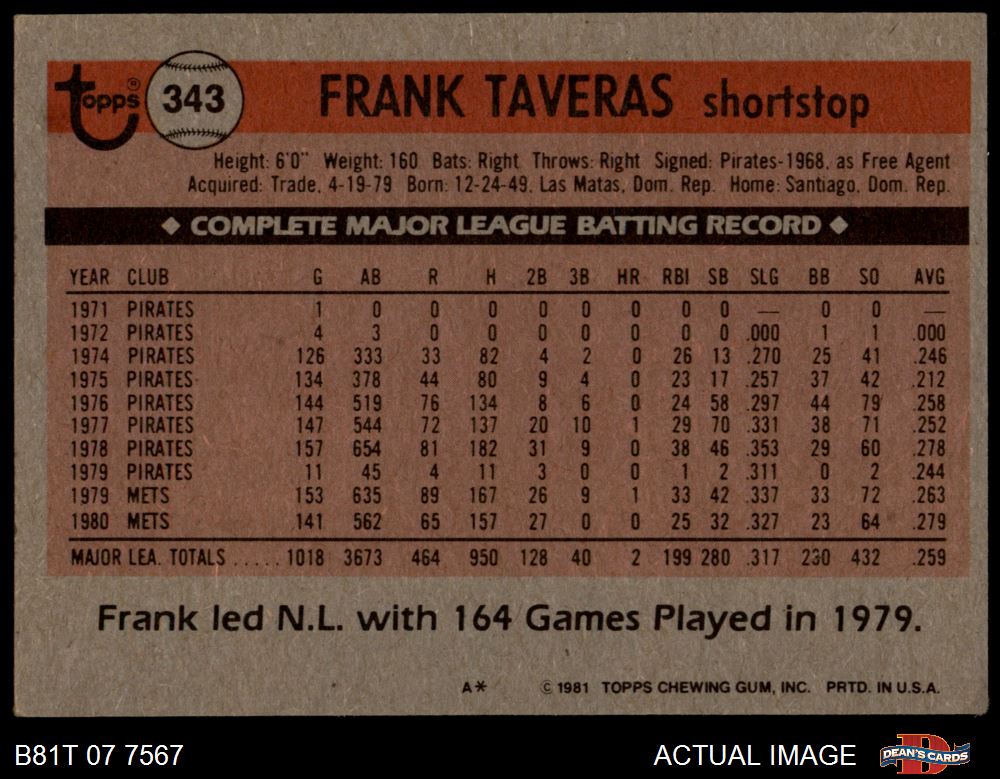 Topps® 343 FRANK TAVERAS shortstop
Height: 6'0" Weight: 160 Bats: Right Throws: Right Signed: Pirates-1968, as Free Agent
Acquired: Trade, 4-19-79 Born: 12-24-49, Las Matas, Dom. Rep. Home: Santiago, Dom. Rep.
◆ COMPLETE MAJOR LEAGUE BATTING RECORD ◆
YEAR CLUB G AB R H 2B 3B HR RBI SB SLG BB SO AVG
1971 PIRATES 1 0 0 0 0 0 0 0 0 — 0 0 —
1972 PIRATES 4 3 0 0 0 0 0 0 0 .000 1 1 .000
1974 PIRATES 126 333 33 82 4 2 0 26 13 .270 25 41 .246
1975 PIRATES 134 378 44 80 9 4 0 23 17 .257 37 42 .212
1976 PIRATES 144 519 76 134 8 6 0 24 58 .297 44 79 .258
1977 PIRATES 147 544 72 137 20 10 1 29 70 .331 38 71 .252
1978 PIRATES 157 654 81 182 31 9 0 38 46 .353 29 60 .278
1979 PIRATES 11 45 4 11 3 0 0 1 2 .311 0 2 .244
1979 METS 153 635 89 167 26 9 1 33 42 .337 33 72 .263
1980 METS 141 562 65 157 27 0 0 25 32 .327 23 64 .279
MAJOR LEA. TOTALS ..... 1018 3673 464 950 128 40 2 199 280 .317 230 432 .259
Frank led N.L. with 164 Games Played in 1979.
A* © 1981 TOPPS CHEWING GUM, INC. PRTD. IN U.S.A.
B81T 07 7567 ACTUAL IMAGE DEAN'S CARDS